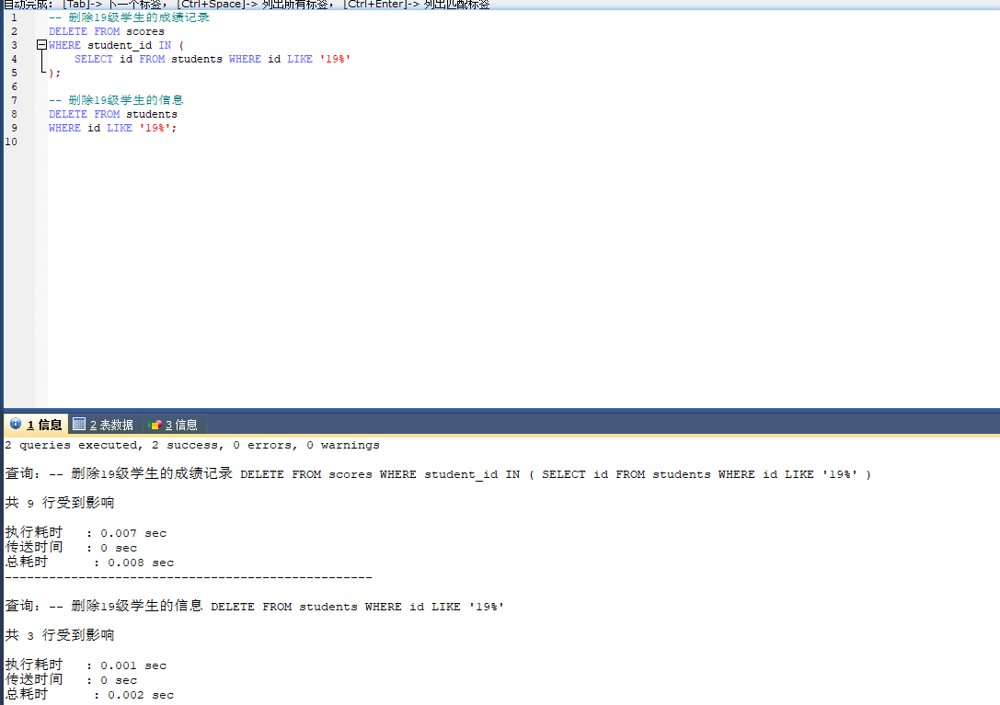 自动完成： [Tab]-> 下一个标签， [Ctrl+Space]-> 列出所有标签， [Ctrl+Enter]-> 列出匹配标签
1 -- 删除19级学生的成绩记录
2 DELETE FROM scores
3 WHERE student_id IN (
4 SELECT id FROM students WHERE id LIKE '19%'
5 );
6
7 -- 删除19级学生的信息
8 DELETE FROM students
9 WHERE id LIKE '19%';
10
1 信息 2 表数据 3 信息
2 queries executed, 2 success, 0 errors, 0 warnings
查询：-- 删除19级学生的成绩记录 DELETE FROM scores WHERE student_id IN ( SELECT id FROM students WHERE id LIKE '19%' )
共 9 行受到影响
执行耗时 : 0.007 sec
传送时间 : 0 sec
总耗时 : 0.008 sec
--------------------------------------------------
查询：-- 删除19级学生的信息 DELETE FROM students WHERE id LIKE '19%'
共 3 行受到影响
执行耗时 : 0.001 sec
传送时间 : 0 sec
总耗时 : 0.002 sec